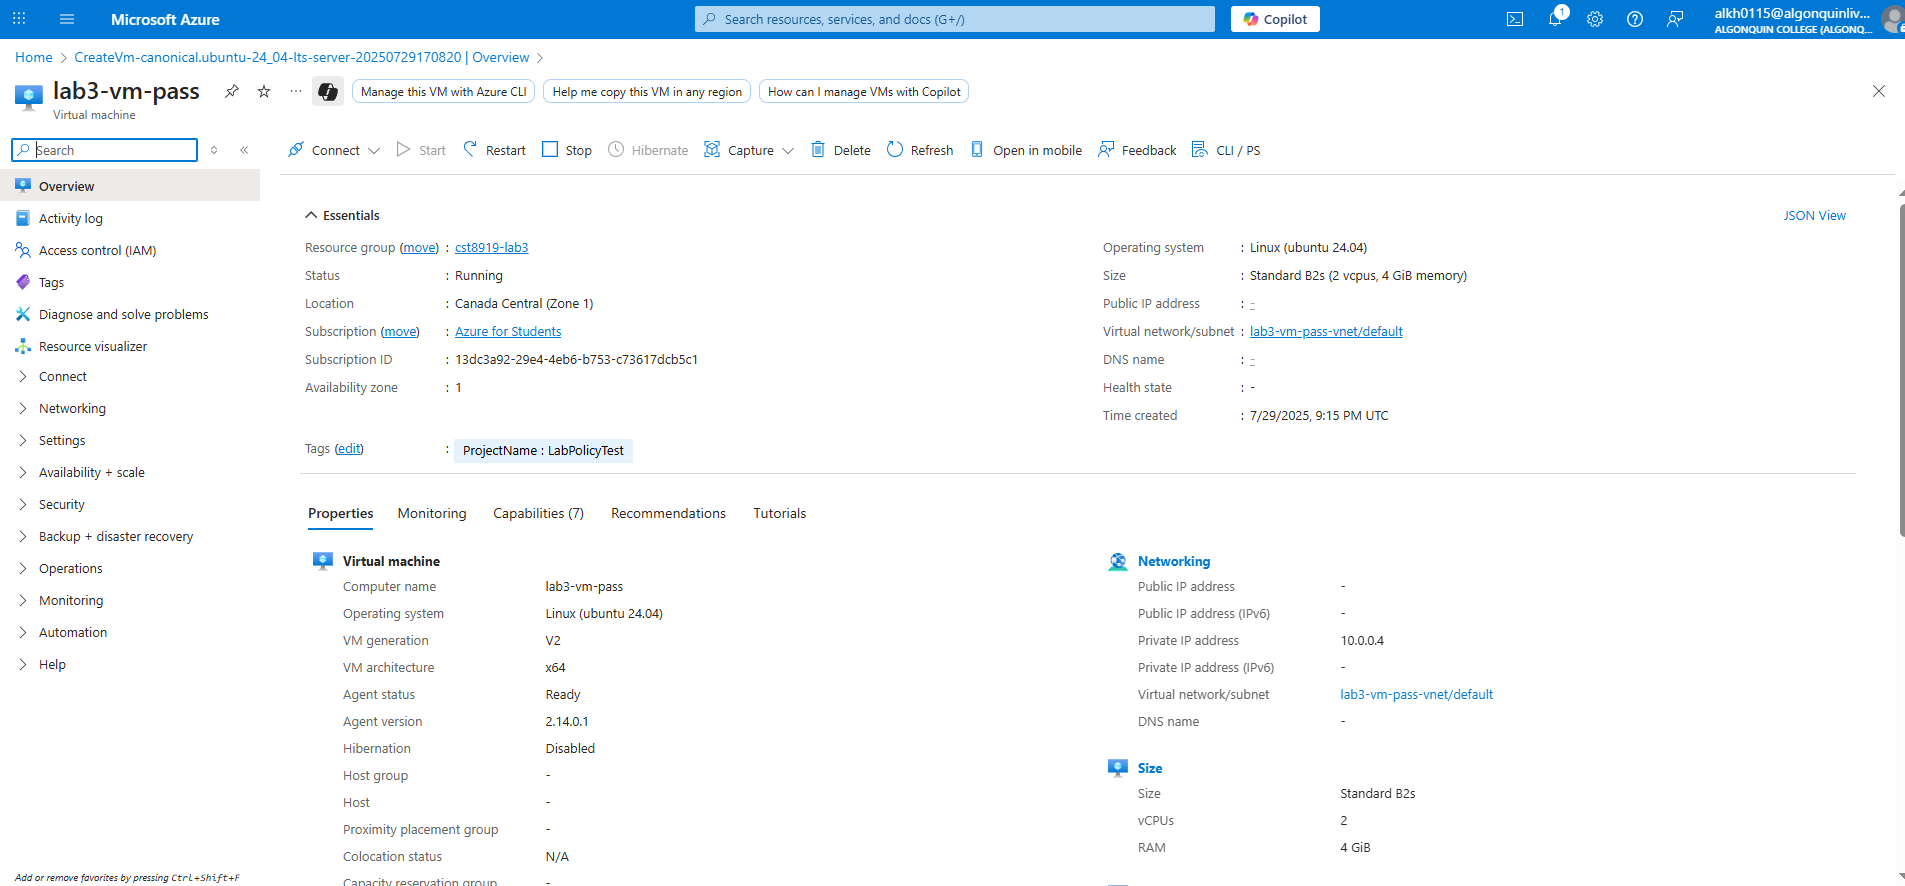 Microsoft Azure
Search resources, services, and docs (G+/)
Copilot
1
alkh0115@algonquinliv...
ALGONQUIN COLLEGE (ALGONQ...
Home > CreateVm-canonical.ubuntu-24_04-lts-server-20250729170820 | Overview >
lab3-vm-pass
Manage this VM with Azure CLI
Help me copy this VM in any region
How can I manage VMs with Copilot
Virtual machine
Search
Connect
Start
Restart
Stop
Hibernate
Capture
Delete
Refresh
Open in mobile
Feedback
CLI / PS
Overview
Activity log
Access control (IAM)
Tags
Diagnose and solve problems
Resource visualizer
Connect
Networking
Settings
Availability + scale
Security
Backup + disaster recovery
Operations
Monitoring
Automation
Help
Add or remove favorites by pressing Ctrl+Shift+F
Essentials
JSON View
Resource group (move) : cst8919-lab3
Status : Running
Location : Canada Central (Zone 1)
Subscription (move) : Azure for Students
Subscription ID : 13dc3a92-29e4-4eb6-b753-c73617dcb5c1
Availability zone : 1
Operating system : Linux (ubuntu 24.04)
Size : Standard B2s (2 vcpus, 4 GiB memory)
Public IP address : -
Virtual network/subnet : lab3-vm-pass-vnet/default
DNS name : -
Health state : -
Time created : 7/29/2025, 9:15 PM UTC
Tags (edit) : ProjectName : LabPolicyTest
Properties
Monitoring
Capabilities (7)
Recommendations
Tutorials
Virtual machine
Computer name lab3-vm-pass
Operating system Linux (ubuntu 24.04)
VM generation V2
VM architecture x64
Agent status Ready
Agent version 2.14.0.1
Hibernation Disabled
Host group -
Host -
Proximity placement group -
Colocation status N/A
Capacity reservation group -
Networking
Public IP address -
Public IP address (IPv6) -
Private IP address 10.0.0.4
Private IP address (IPv6) -
Virtual network/subnet lab3-vm-pass-vnet/default
DNS name -
Size
Size Standard B2s
vCPUs 2
RAM 4 GiB